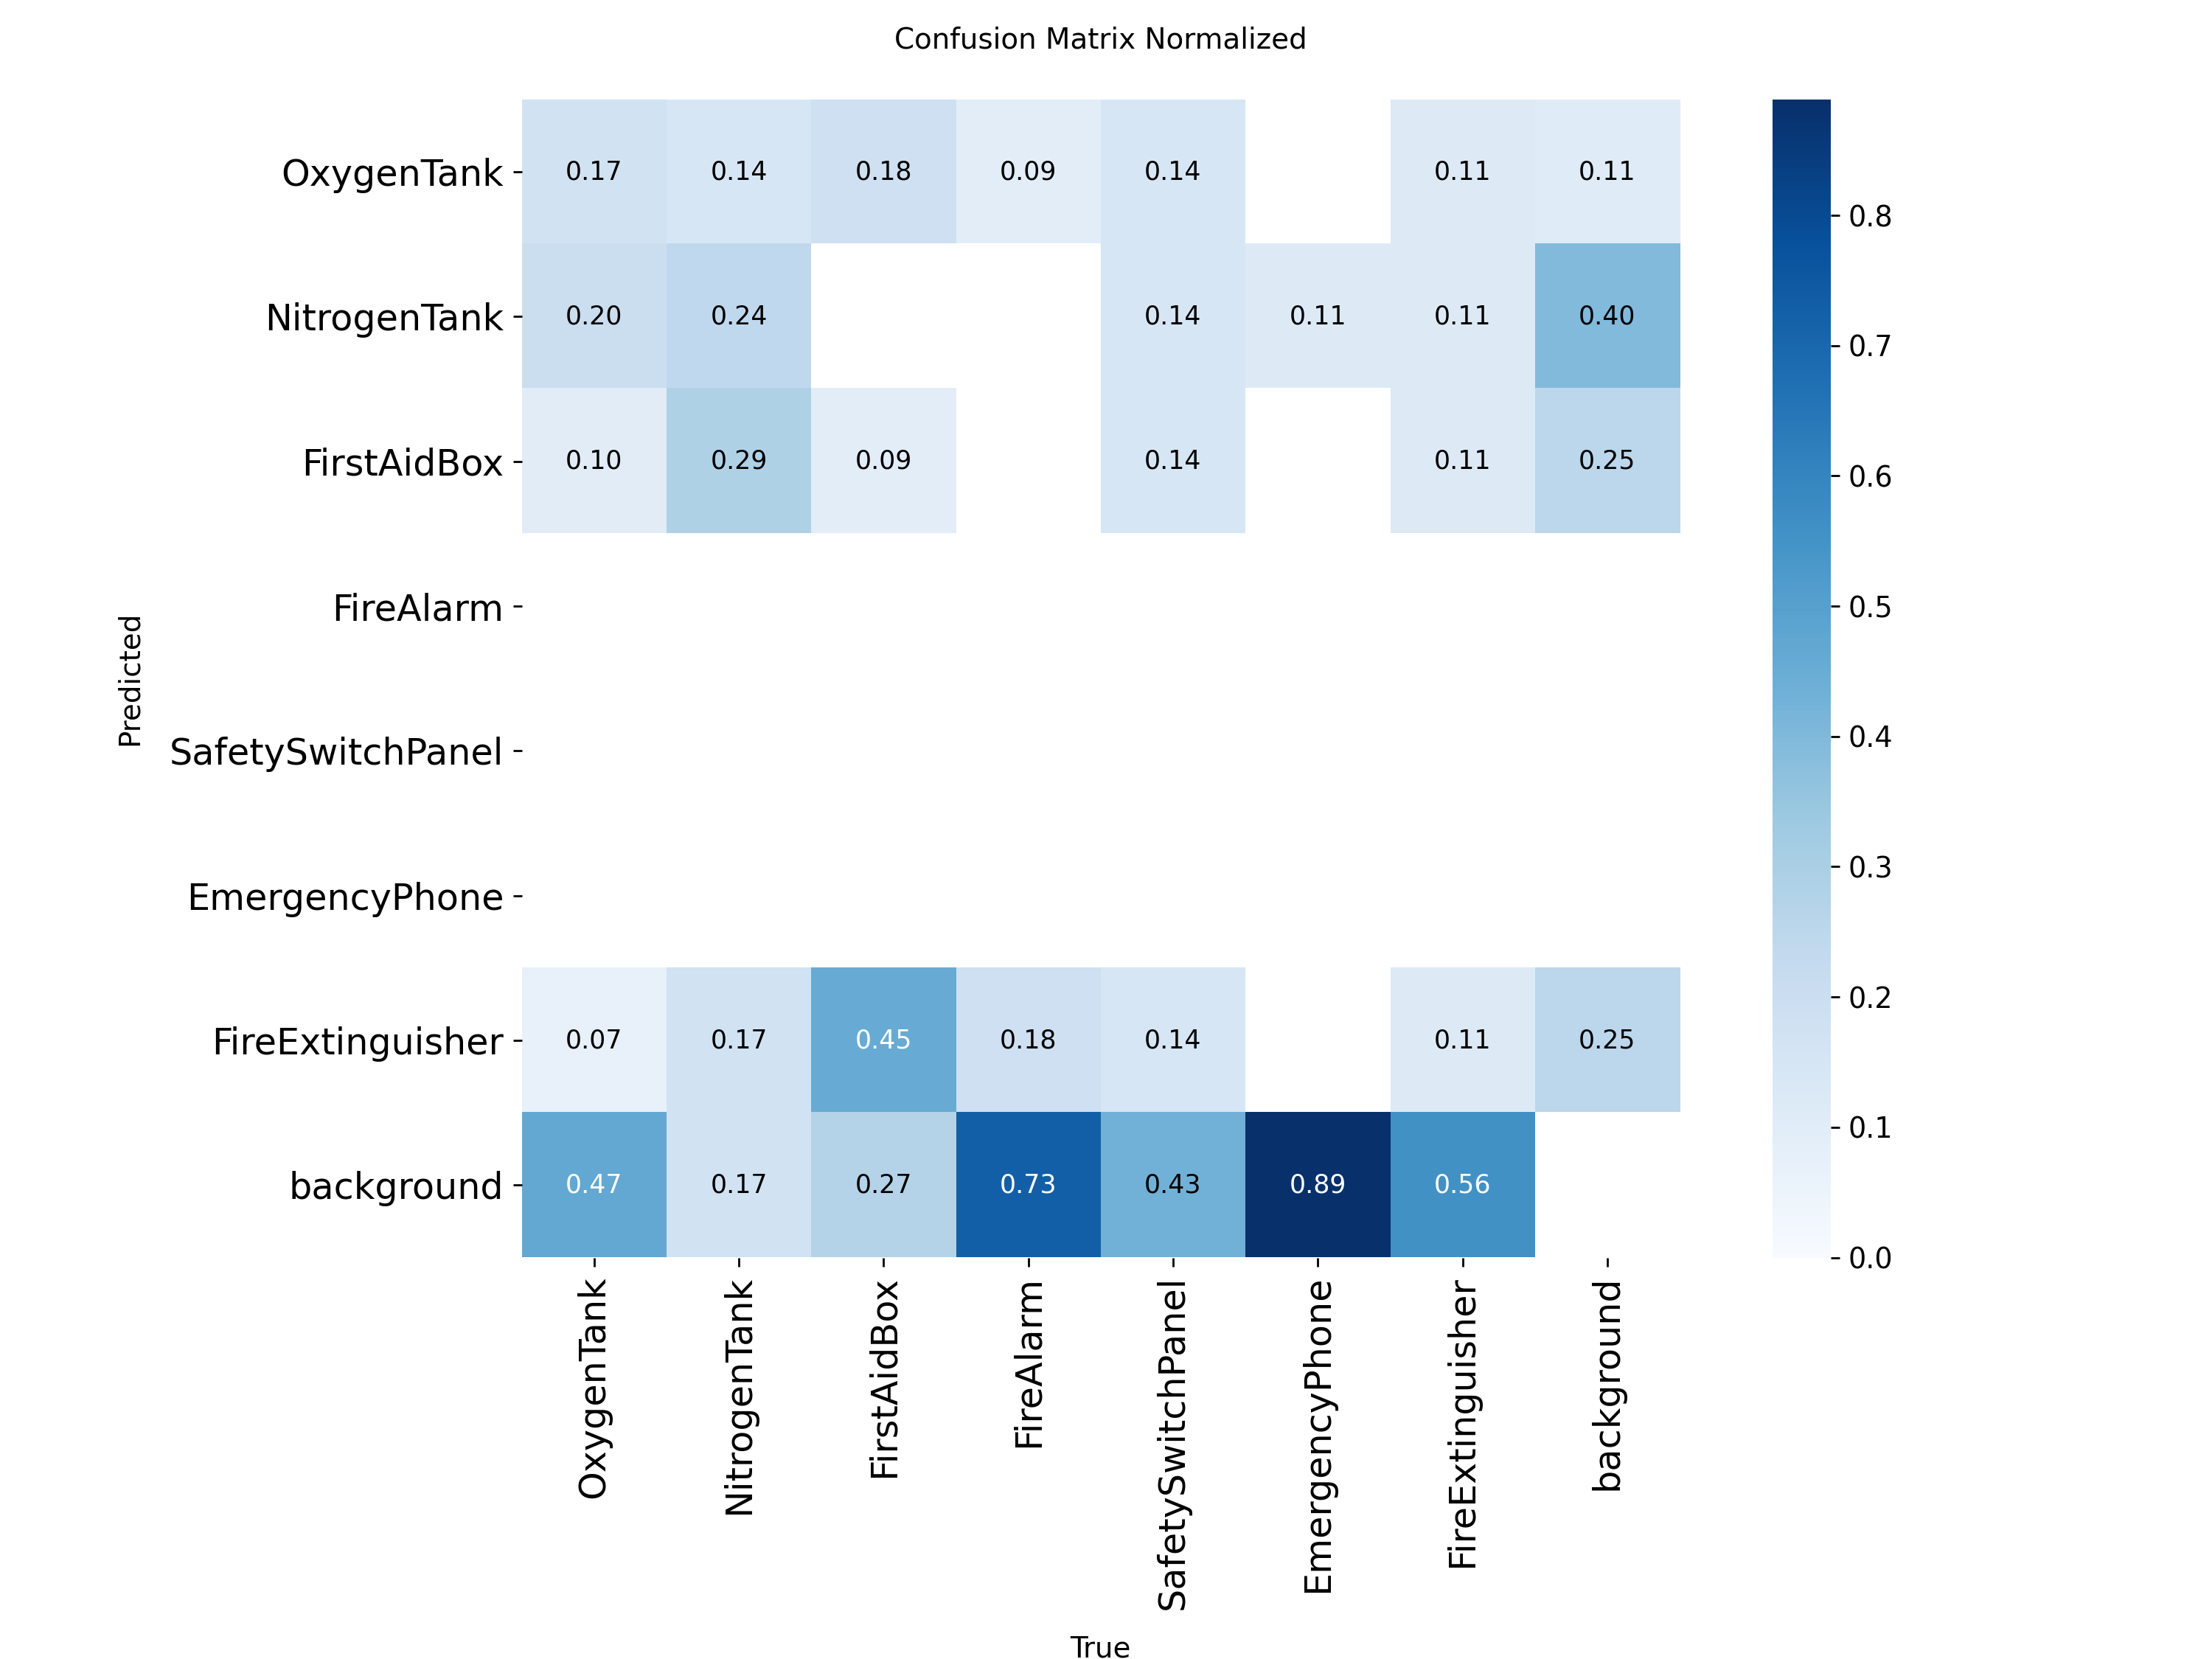 Confusion Matrix Normalized
OxygenTank 0.17 0.14 0.18 0.09 0.14 0.11 0.11
NitrogenTank 0.20 0.24 0.14 0.11 0.11 0.40
FirstAidBox 0.10 0.29 0.09 0.14 0.11 0.25
FireAlarm
SafetySwitchPanel
EmergencyPhone
FireExtinguisher 0.07 0.17 0.45 0.18 0.14 0.11 0.25
background 0.47 0.17 0.27 0.73 0.43 0.89 0.56
Predicted
OxygenTank
NitrogenTank
FirstAidBox
FireAlarm
SafetySwitchPanel
EmergencyPhone
FireExtinguisher
background
True
0.8
0.7
0.6
0.5
0.4
0.3
0.2
0.1
0.0